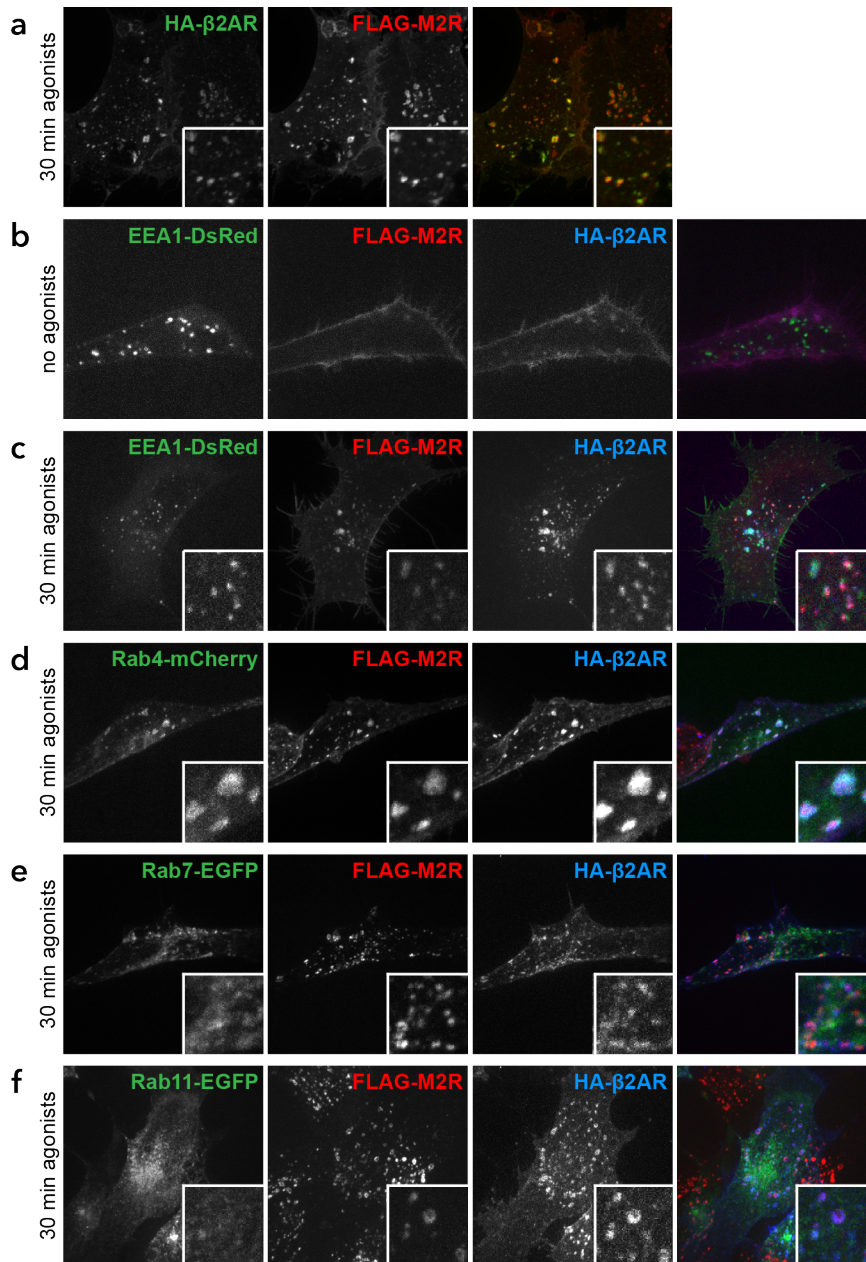 a
30 min agonists
HA-β2AR
FLAG-M2R
b
no agonists
EEA1-DsRed
FLAG-M2R
HA-β2AR
c
30 min agonists
EEA1-DsRed
FLAG-M2R
HA-β2AR
d
30 min agonists
Rab4-mCherry
FLAG-M2R
HA-β2AR
e
30 min agonists
Rab7-EGFP
FLAG-M2R
HA-β2AR
f
30 min agonists
Rab11-EGFP
FLAG-M2R
HA-β2AR